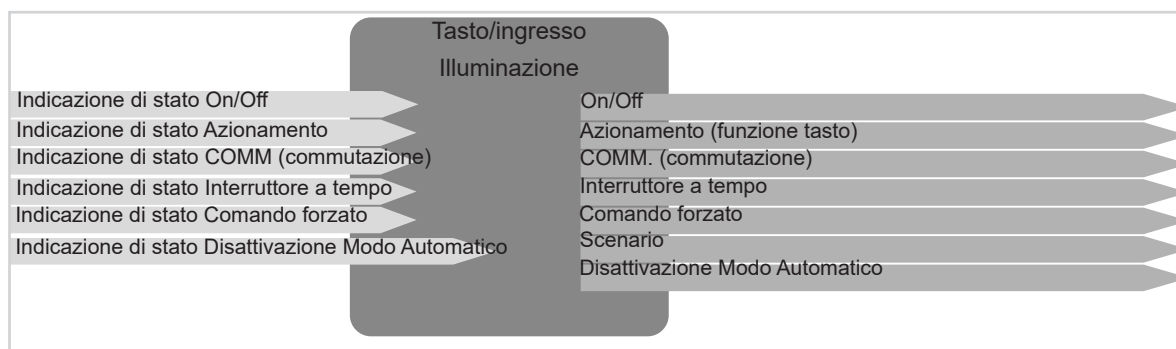 Tasto/ingresso
Illuminazione
Indicazione di stato On/Off
Indicazione di stato Azionamento
Indicazione di stato COMM (commutazione)
Indicazione di stato Interruttore a tempo
Indicazione di stato Comando forzato
Indicazione di stato Disattivazione Modo Automatico
On/Off
Azionamento (funzione tasto)
COMM. (commutazione)
Interruttore a tempo
Comando forzato
Scenario
Disattivazione Modo Automatico